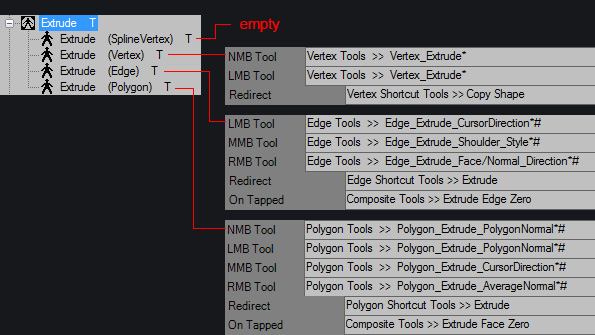 Extrude T
empty
Extrude (SplineVertex) T
Extrude (Vertex) T
Extrude (Edge) T
Extrude (Polygon) T
NMB Tool Vertex Tools >> Vertex_Extrude*
LMB Tool Vertex Tools >> Vertex_Extrude*
Redirect Vertex Shortcut Tools >> Copy Shape
LMB Tool Edge Tools >> Edge_Extrude_CursorDirection*#
MMB Tool Edge Tools >> Edge_Extrude_Shoulder_Style*#
RMB Tool Edge Tools >> Edge_Extrude_Face/Normal_Direction*#
Redirect Edge Shortcut Tools >> Extrude
On Tapped Composite Tools >> Extrude Edge Zero
NMB Tool Polygon Tools >> Polygon_Extrude_PolygonNormal*#
LMB Tool Polygon Tools >> Polygon_Extrude_PolygonNormal*#
MMB Tool Polygon Tools >> Polygon_Extrude_CursorDirection*#
RMB Tool Polygon Tools >> Polygon_Extrude_AverageNormal*#
Redirect Polygon Shortcut Tools >> Extrude
On Tapped Composite Tools >> Extrude Face Zero